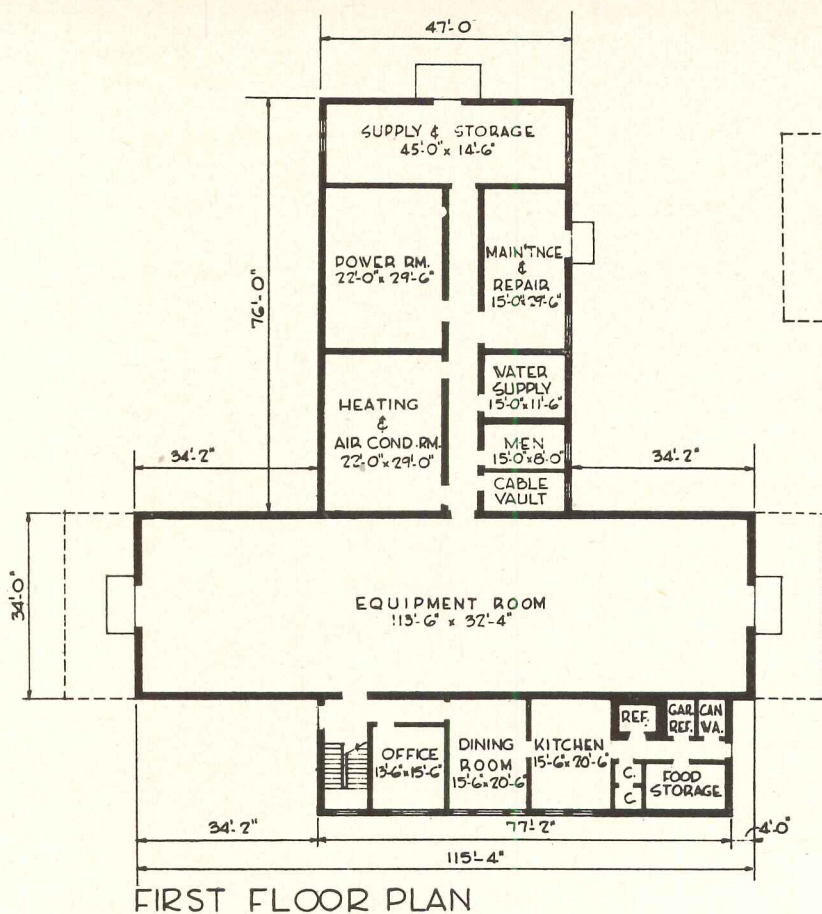 47'-0
SUPPLY & STORAGE
45'-0" x 14'-6"
76'-0"
POWER RM.
22'-0" x 29'-6"
MAIN'TNCE
&
REPAIR
15'-0" x 29'-6"
WATER
SUPPLY
15'-0" x 11'-6"
HEATING
&
AIR COND. RM.
22'-0" x 29'-0"
MEN
15'-0" x 8'-0"
CABLE
VAULT
34'-2"
34'-2"
34'-0"
EQUIPMENT ROOM
113'-6" x 32'-4"
OFFICE
13'-6" x 15'-6"
DINING
ROOM
15'-6" x 20'-6"
KITCHEN
15'-6" x 20'-6"
REF.
GAR.
REF.
CAN
WA.
C.
C
FOOD
STORAGE
34'-2"
77'-2"
4'-0"
115'-4"
FIRST FLOOR PLAN